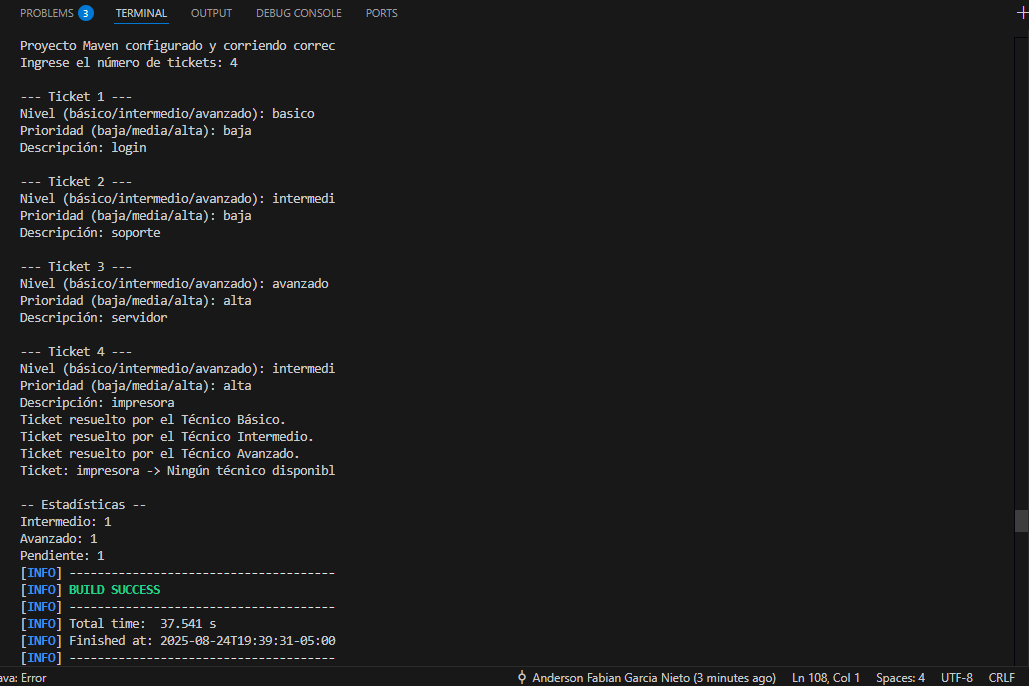 PROBLEMS 3 TERMINAL OUTPUT DEBUG CONSOLE PORTS
Proyecto Maven configurado y corriendo correc
Ingrese el número de tickets: 4
--- Ticket 1 ---
Nivel (básico/intermedio/avanzado): basico
Prioridad (baja/media/alta): baja
Descripción: login
--- Ticket 2 ---
Nivel (básico/intermedio/avanzado): intermedi
Prioridad (baja/media/alta): baja
Descripción: soporte
--- Ticket 3 ---
Nivel (básico/intermedio/avanzado): avanzado
Prioridad (baja/media/alta): alta
Descripción: servidor
--- Ticket 4 ---
Nivel (básico/intermedio/avanzado): intermedi
Prioridad (baja/media/alta): alta
Descripción: impresora
Ticket resuelto por el Técnico Básico.
Ticket resuelto por el Técnico Intermedio.
Ticket resuelto por el Técnico Avanzado.
Ticket: impresora -> Ningún técnico disponibl
-- Estadísticas --
Intermedio: 1
Avanzado: 1
Pendiente: 1
[INFO] --------------------------------------
[INFO] BUILD SUCCESS
[INFO] --------------------------------------
[INFO] Total time:  37.541 s
[INFO] Finished at: 2025-08-24T19:39:31-05:00
[INFO] --------------------------------------
ava: Error Anderson Fabian Garcia Nieto (3 minutes ago) Ln 108, Col 1 Spaces: 4 UTF-8 CRLF